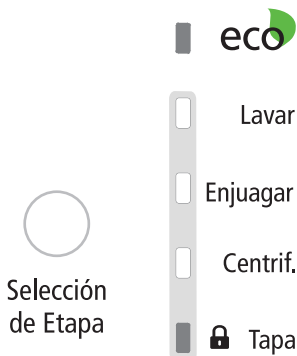 eco
Lavar
Enjuagar
Centrif.
Selección
de Etapa
Tapa